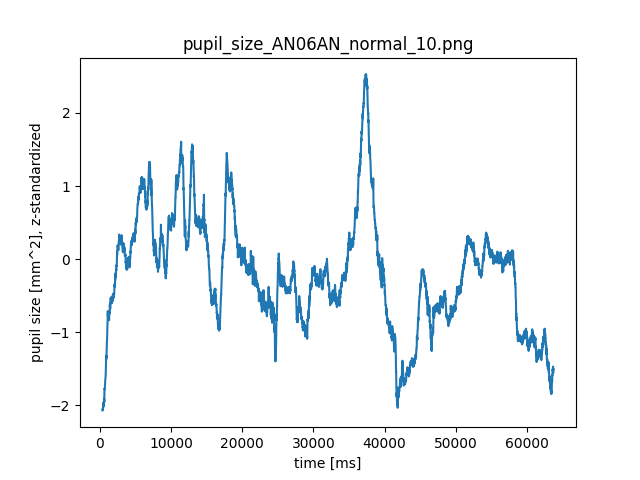 pupil_size_AN06AN_normal_10.png
pupil size [mm^2], z-standardized
2
1
0
−1
−2
0 10000 20000 30000 40000 50000 60000
time [ms]